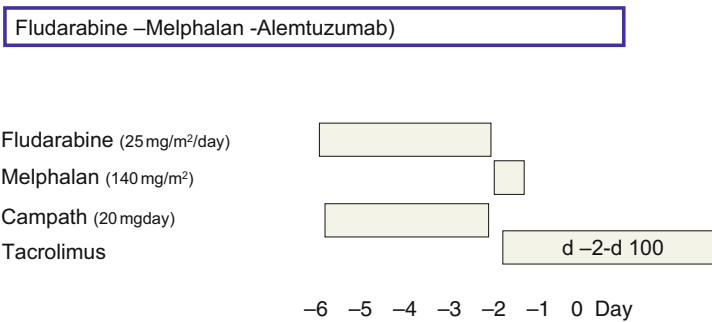 Fludarabine –Melphalan -Alemtuzumab)
Fludarabine (25 mg/m²/day)
Melphalan (140 mg/m²)
Campath (20 mgday)
Tacrolimus d –2-d 100
–6 –5 –4 –3 –2 –1 0 Day